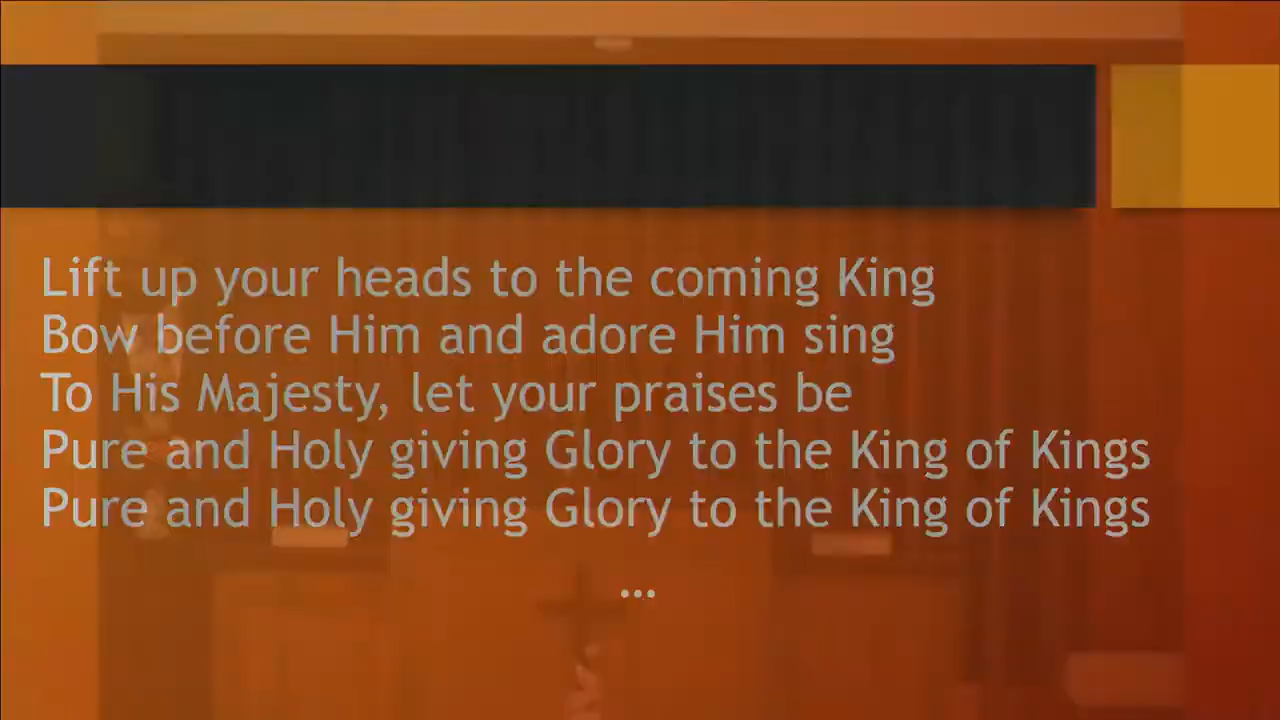 Lift up your heads to the coming King
Bow before Him and adore Him sing
To His Majesty, let your praises be
Pure and Holy giving Glory to the King of Kings
Pure and Holy giving Glory to the King of Kings
...